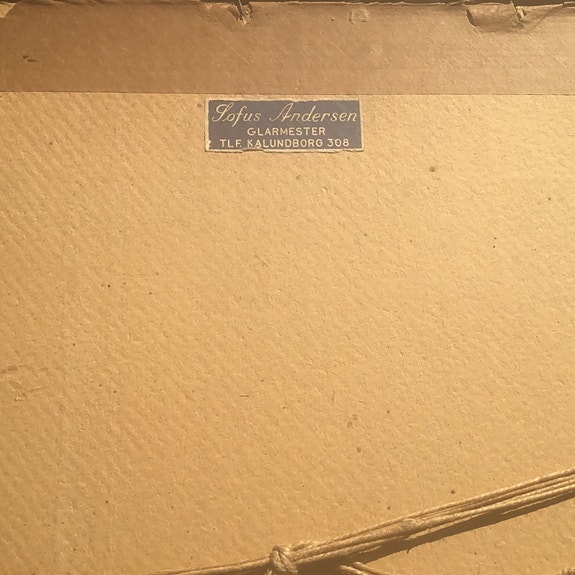 Sofus Andersen
GLARMESTER
TLF. KALUNDBORG 308